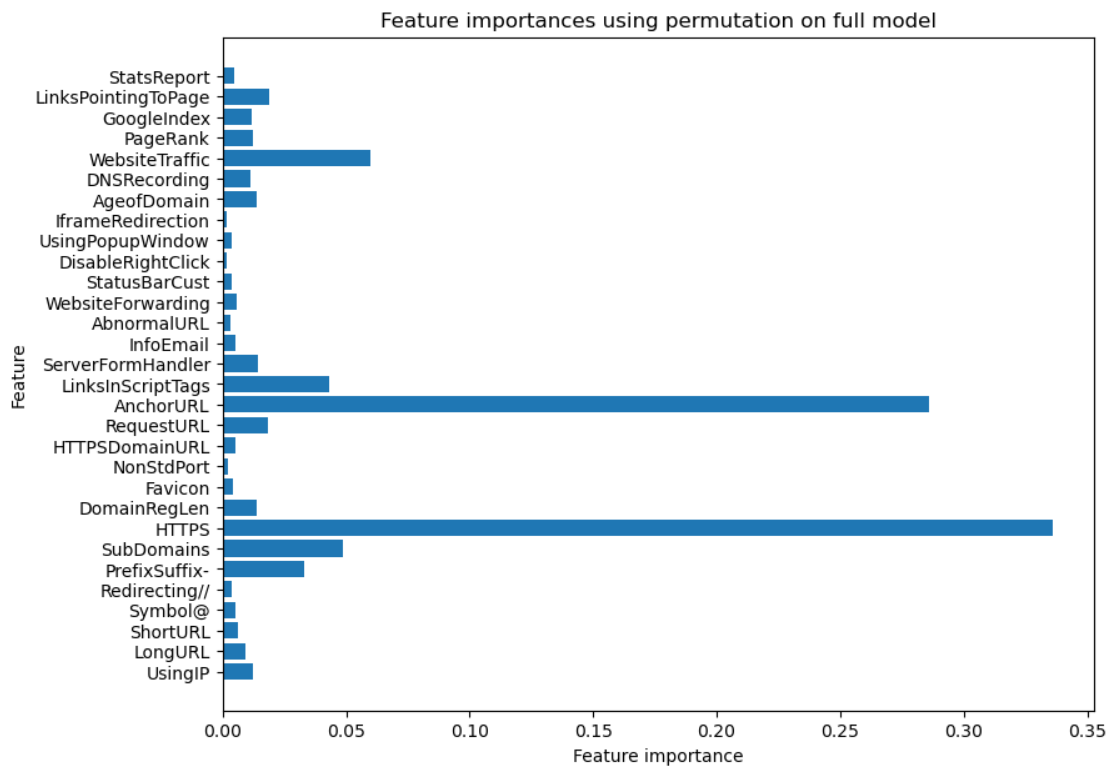 Feature importances using permutation on full model
StatsReport
LinksPointingToPage
GoogleIndex
PageRank
WebsiteTraffic
DNSRecording
AgeofDomain
IframeRedirection
UsingPopupWindow
DisableRightClick
StatusBarCust
WebsiteForwarding
AbnormalURL
InfoEmail
ServerFormHandler
LinksInScriptTags
AnchorURL
RequestURL
HTTPSDomainURL
NonStdPort
Favicon
DomainRegLen
HTTPS
SubDomains
PrefixSuffix-
Redirecting//
Symbol@
ShortURL
LongURL
UsingIP
Feature
0.00 0.05 0.10 0.15 0.20 0.25 0.30 0.35
Feature importance